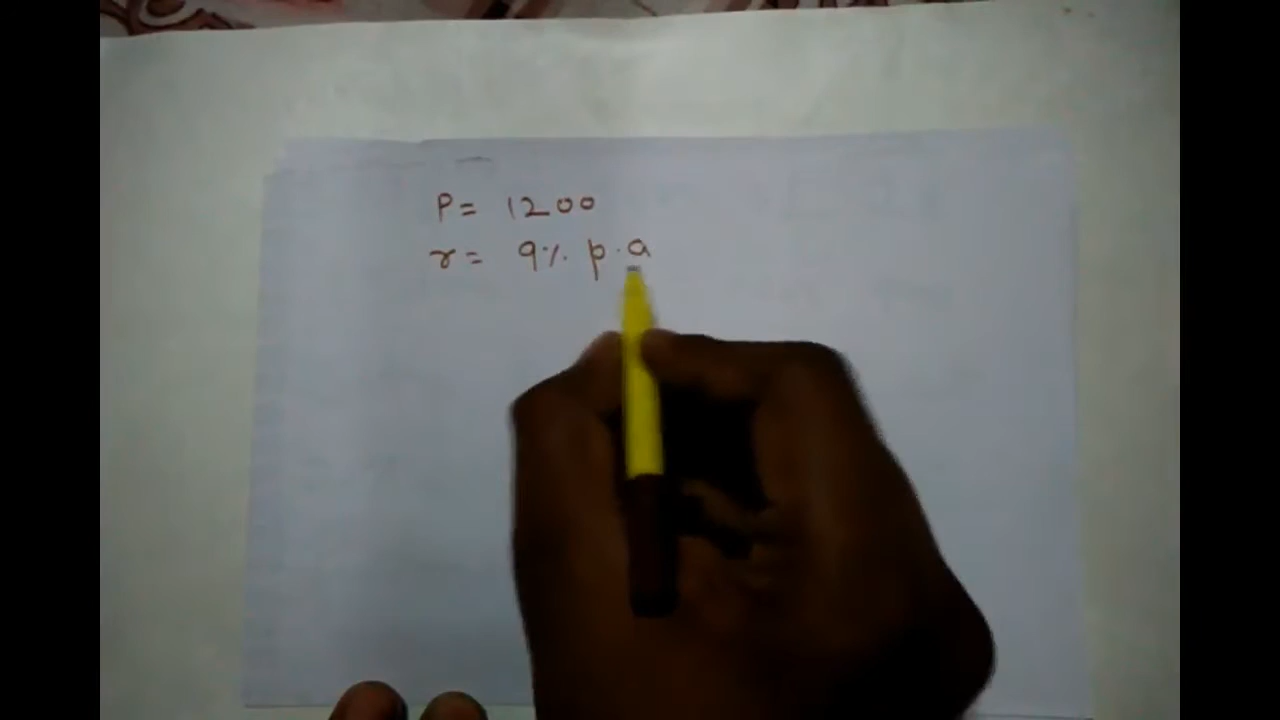 P = 1200
r = 9% p.a